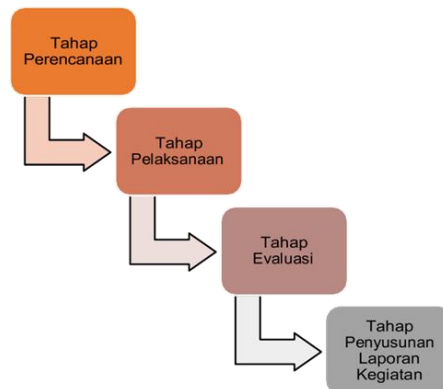 Tahap
Perencanaan
Tahap
Pelaksanaan
Tahap
Evaluasi
Tahap
Penyusunan
Laporan
Kegiatan